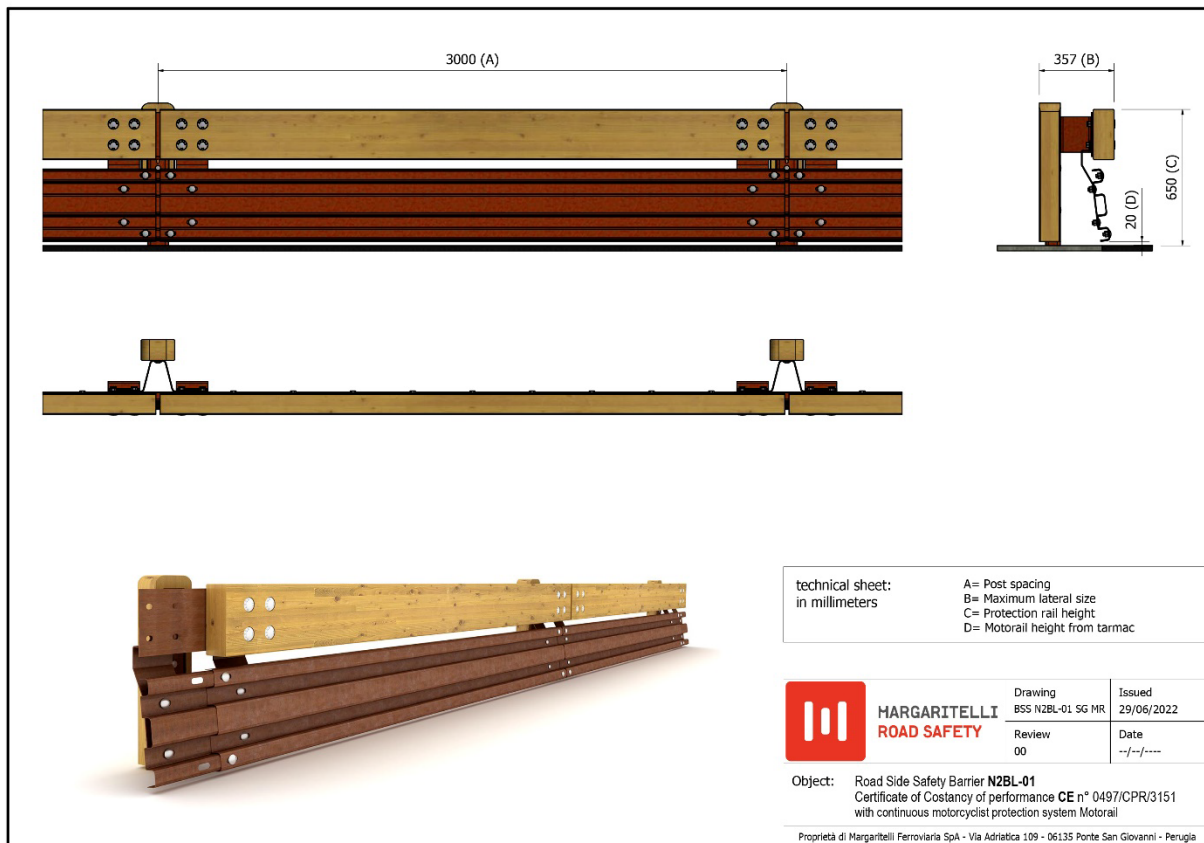 3000 (A)
357 (B)
650 (C)
20 (D)
technical sheet:
in millimeters
A= Post spacing
B= Maximum lateral size
C= Protection rail height
D= Motorail height from tarmac
MARGARITELLI
ROAD SAFETY
Drawing
BSS N2BL-01 SG MR
Issued
29/06/2022
Review
00
Date
--/--/----
Object: Road Side Safety Barrier N2BL-01
Certificate of Costancy of performance CE n° 0497/CPR/3151
with continuous motorcyclist protection system Motorail
Proprietà di Margaritelli Ferroviaria SpA - Via Adriatica 109 - 06135 Ponte San Giovanni - Perugia